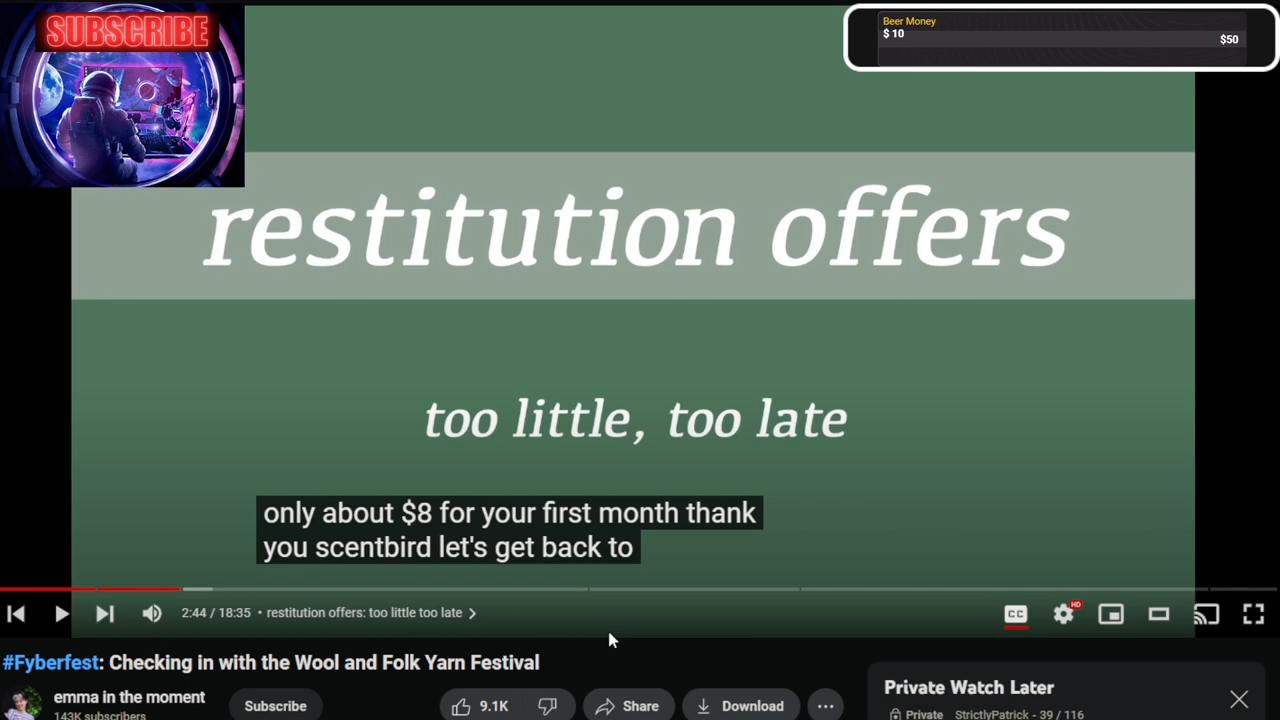 SUBSCRIBE
Beer Money
$ 10
$50
restitution offers
too little, too late
only about $8 for your first month thank
you scentbird let's get back to
2:44 / 18:35 • restitution offers: too little too late
CC
HD
#Fyberfest: Checking in with the Wool and Folk Yarn Festival
emma in the moment
143K subscribers
Subscribe
9.1K
Share
Download
Private Watch Later
Private StrictlyPatrick - 39 / 116